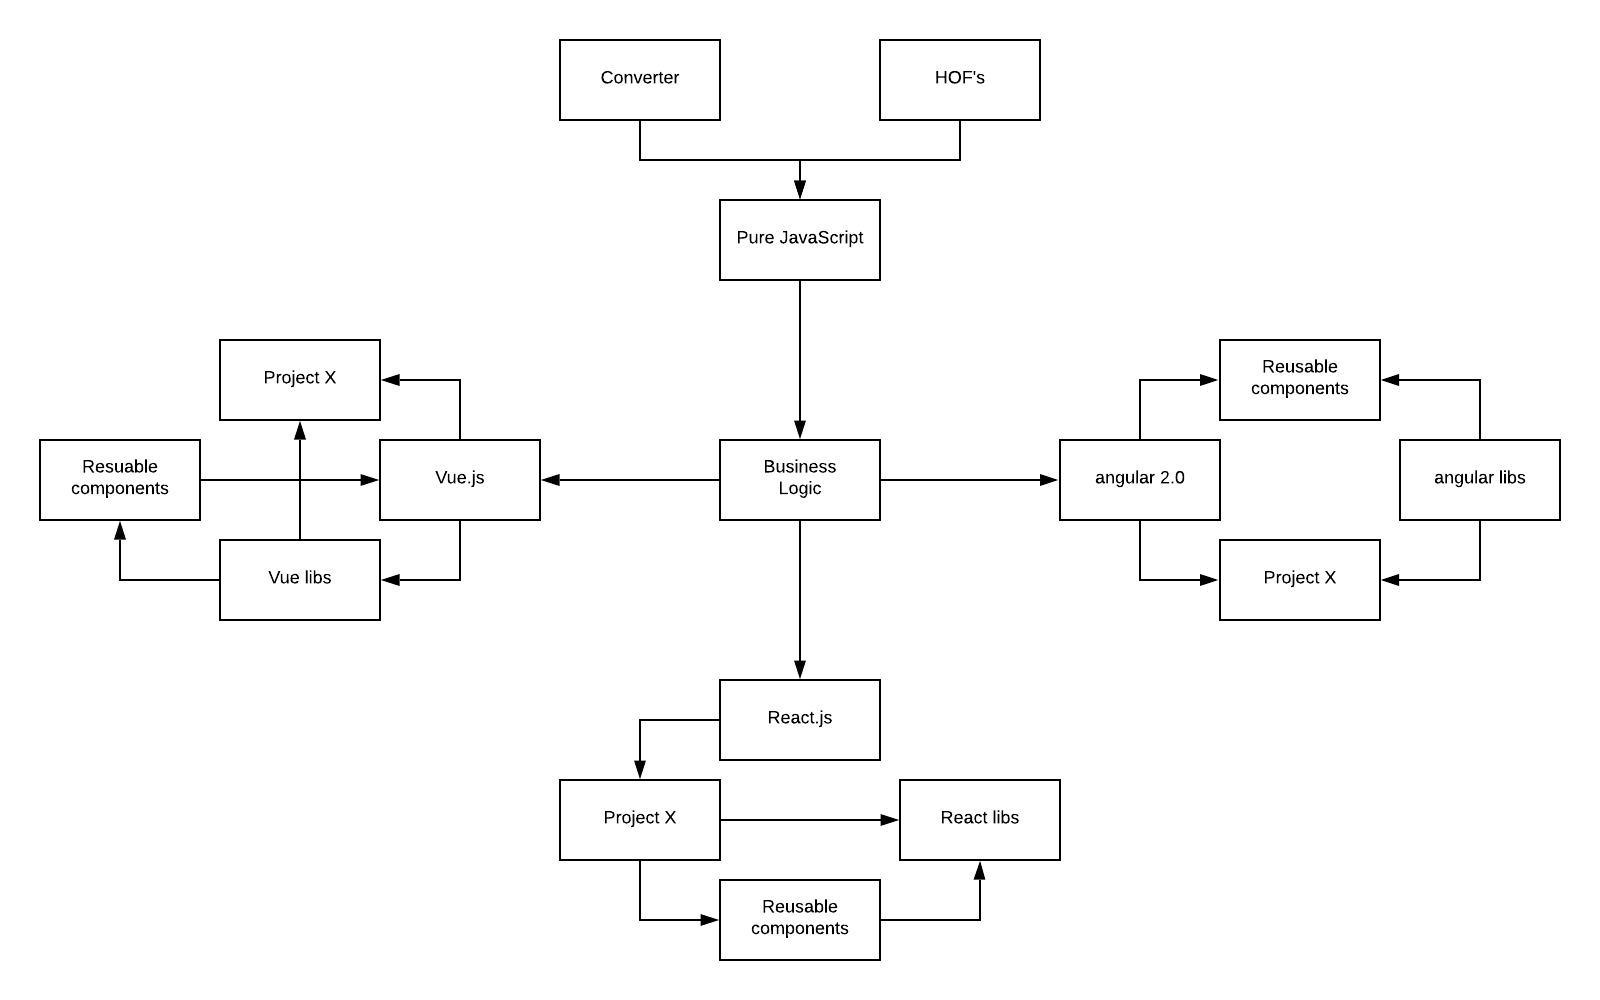 Converter
HOF's
Pure JavaScript
Project X
Reusable
components
Resuable
components
Vue.js
Business
Logic
angular 2.0
angular libs
Vue libs
Project X
React.js
Project X
React libs
Reusable
components